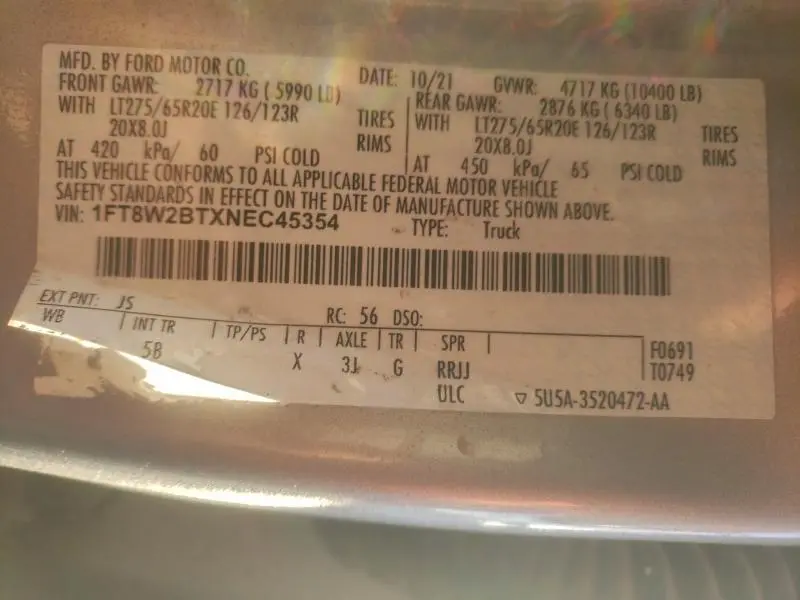 MFD. BY FORD MOTOR CO. DATE: 10/21 GVWR: 4717 KG (10400 LB)
FRONT GAWR: 2717 KG ( 5990 LB) REAR GAWR: 2876 KG ( 6340 LB)
WITH LT275/65R20E 126/123R TIRES WITH LT275/65R20E 126/123R TIRES
20X8.0J RIMS 20X8.0J RIMS
AT 420 kPa/ 60 PSI COLD AT 450 kPa/ 65 PSI COLD
THIS VEHICLE CONFORMS TO ALL APPLICABLE FEDERAL MOTOR VEHICLE
SAFETY STANDARDS IN EFFECT ON THE DATE OF MANUFACTURE SHOWN ABOVE.
VIN: 1FT8W2BTXNEC45354 TYPE: Truck
EXT PNT: JS RC: 56 DSO:
WB INT TR TP/PS R AXLE TR SPR F0691
5B X 3J G RRJJ T0749
ULC 5U5A-3520472-AA